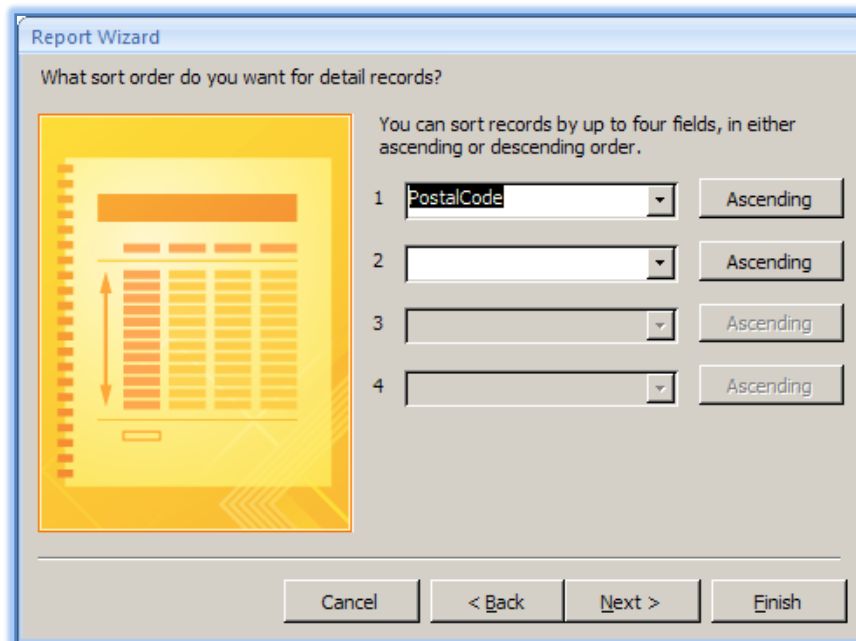 Report Wizard
What sort order do you want for detail records?
You can sort records by up to four fields, in either
ascending or descending order.
1 PostalCode Ascending
2 Ascending
3 Ascending
4 Ascending
Cancel < Back Next > Finish